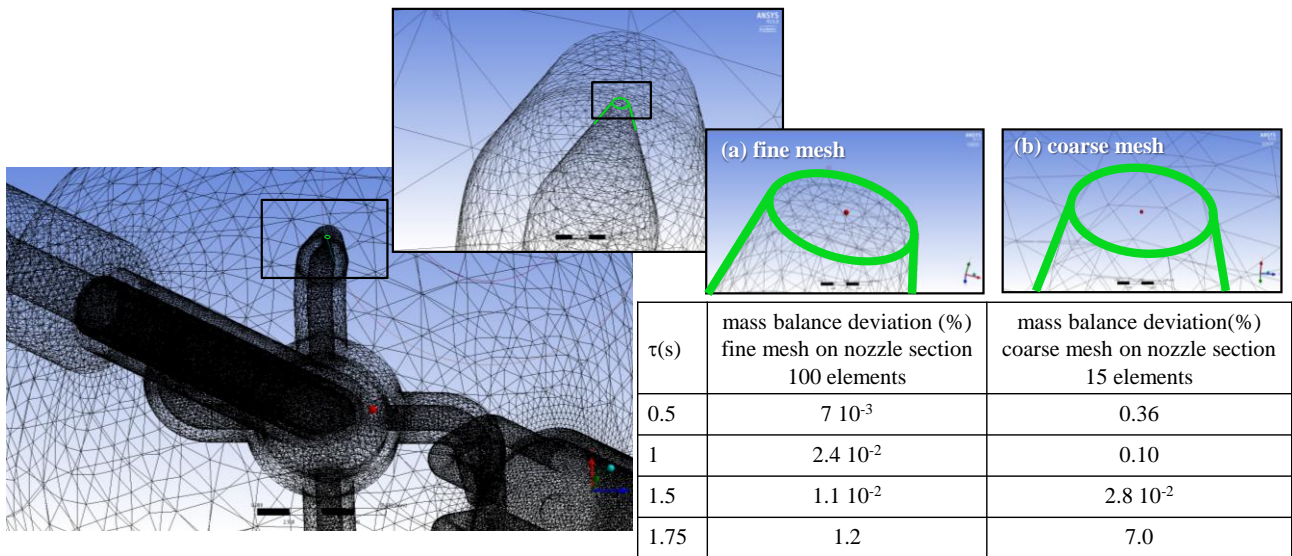 ANSYS
(a) fine mesh
(b) coarse mesh
τ(s)
mass balance deviation (%)
fine mesh on nozzle section
100 elements
mass balance deviation(%)
coarse mesh on nozzle section
15 elements
0.5 7 10-3 0.36
1 2.4 10-2 0.10
1.5 1.1 10-2 2.8 10-2
1.75 1.2 7.0